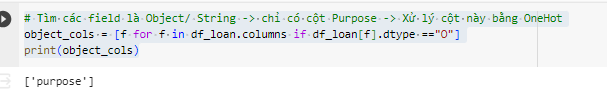 # Tìm các field là Object/ String -> chỉ có cột Purpose -> Xử lý cột này bằng OneHot
object_cols = [f for f in df_loan.columns if df_loan[f].dtype =="O"]
print(object_cols)
['purpose']